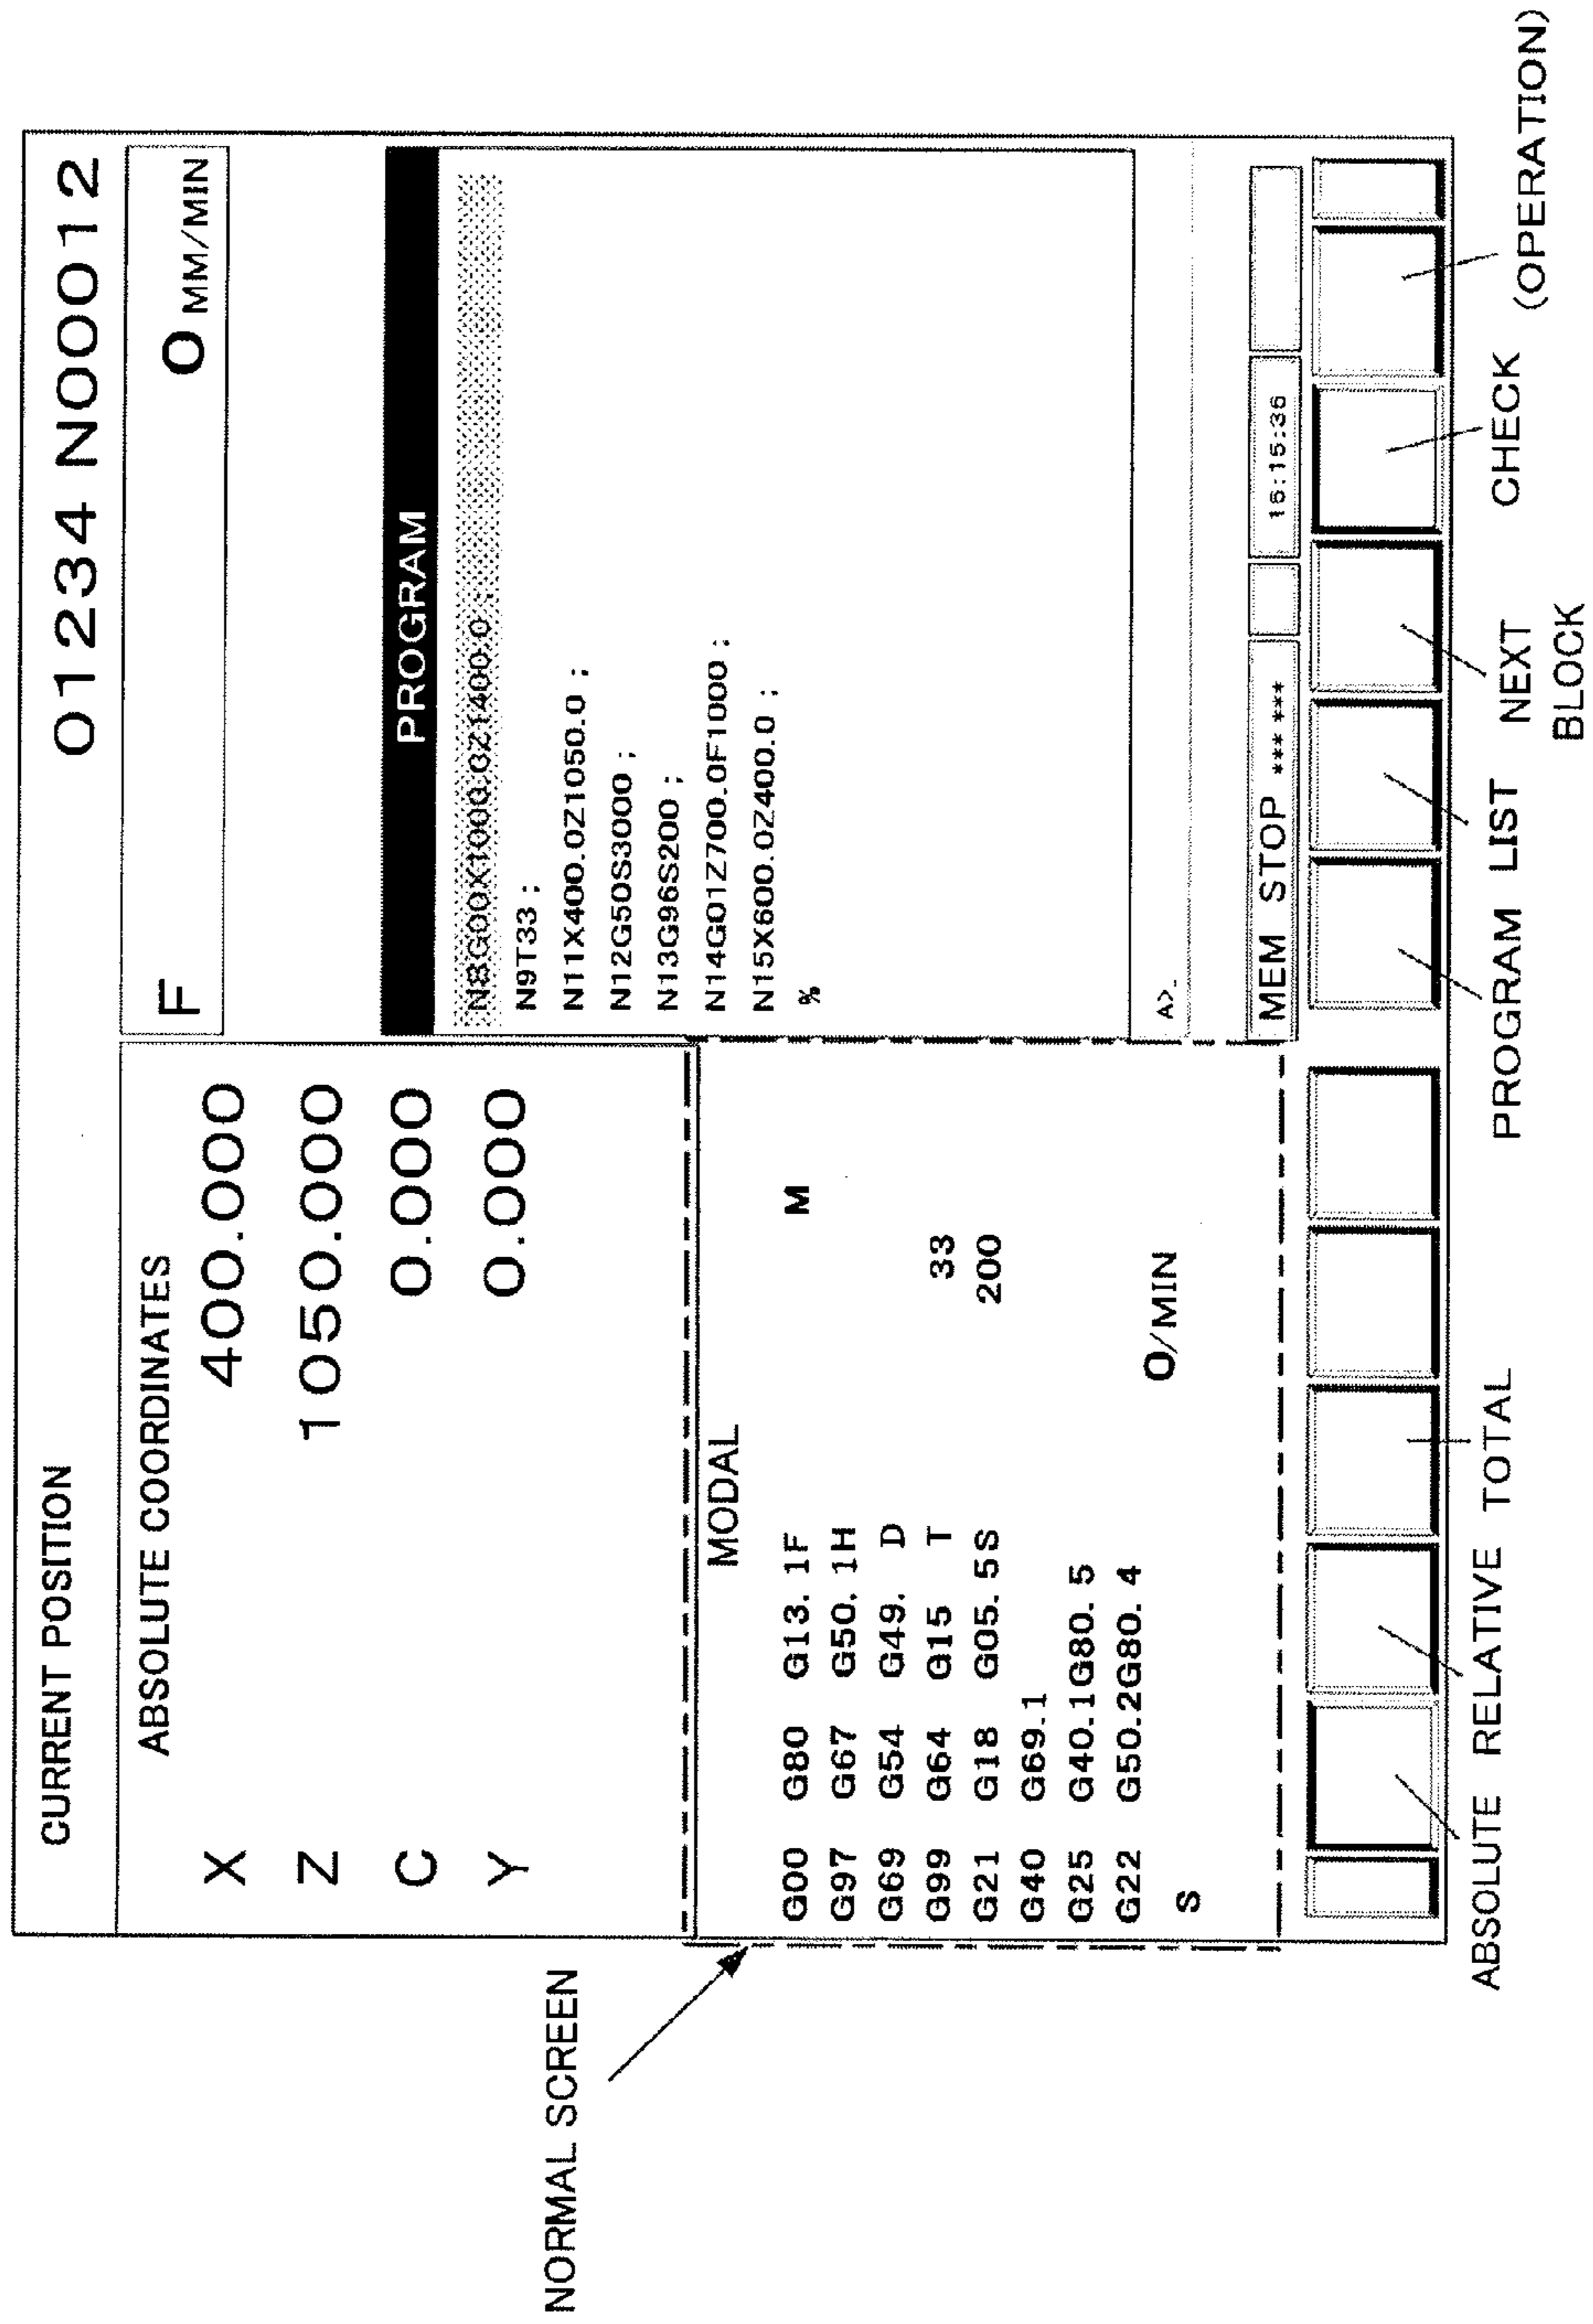 CURRENT POSITION
O1234 N00012
ABSOLUTE COORDINATES
X 400.000
Z 1050.000
C 0.000
Y 0.000
F 0 MM/MIN
PROGRAM
N8G00X1000.0Z1400.0 ;
N9T33 ;
N11X400.0Z1050.0 ;
N12G50S3000 ;
N13G96S200 ;
N14G01Z700.0F1000 ;
N15X600.0Z400.0 ;
%
NORMAL SCREEN
MODAL
G00 G80 G13. 1F M
G97 G67 G50. 1H
G69 G54 G49. D
G99 G64 G15 T 33
G21 G18 G05. 5S 200
G40 G69.1
G25 G40.1G80. 5
G22 G50.2G80. 4
S 0/MIN
A>_
MEM STOP *** *** 16:15:36
ABSOLUTE RELATIVE TOTAL PROGRAM LIST NEXT BLOCK CHECK (OPERATION)